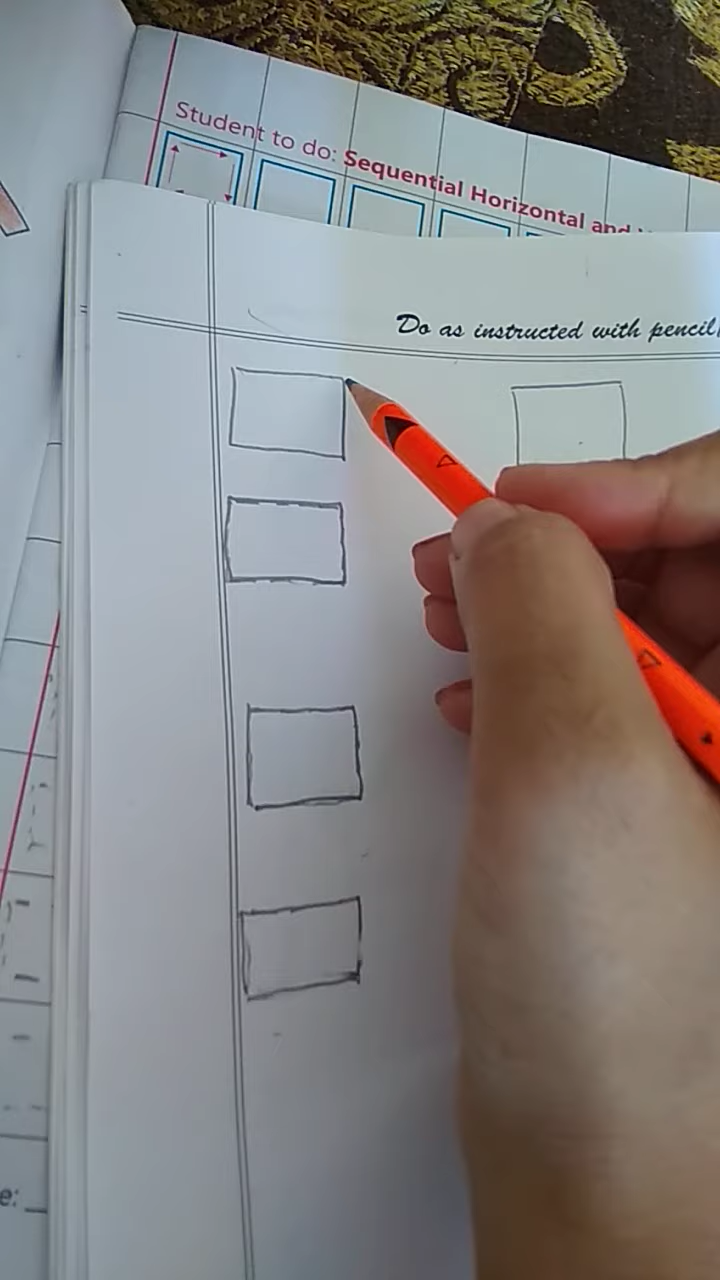 Student to do: Sequential Horizontal and
Do as instructed with pencil
e: